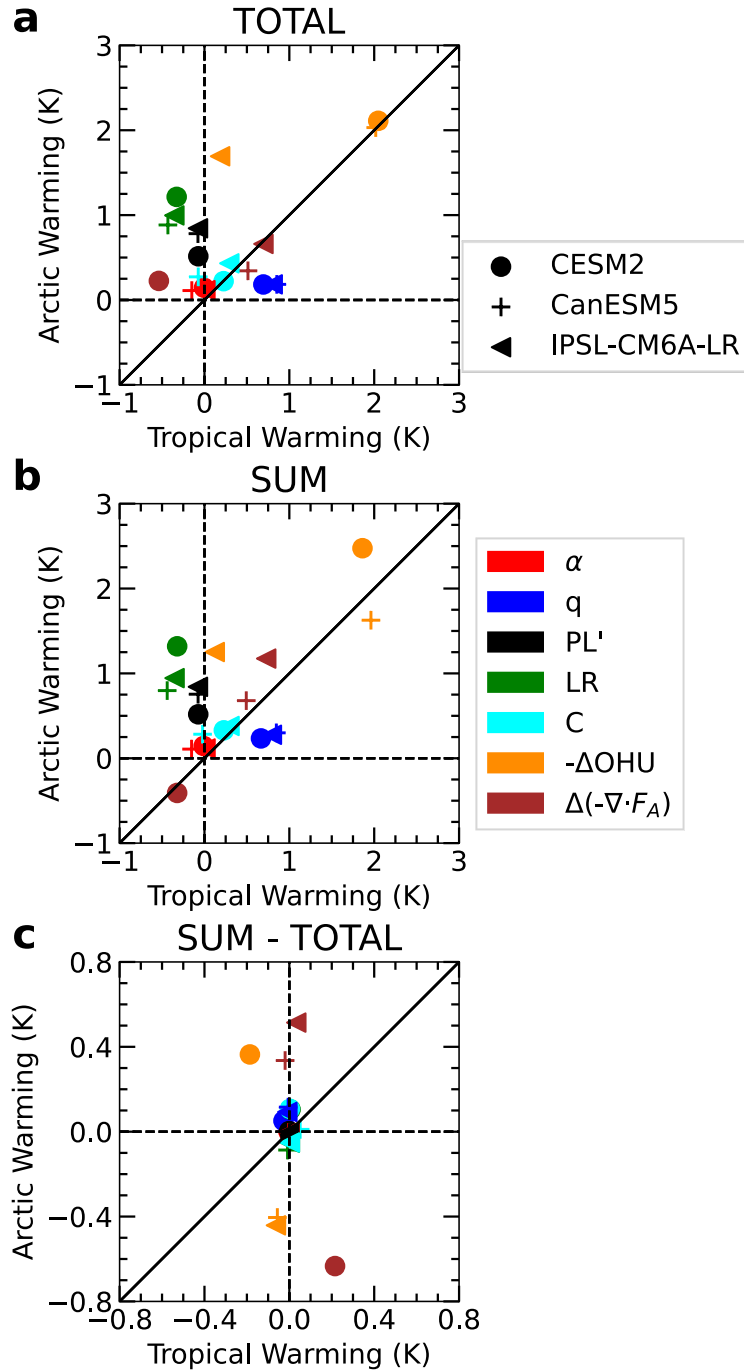 a
TOTAL
3
2
1
0
−1
Arctic Warming (K)
−1 0 1 2 3
Tropical Warming (K)
CESM2
CanESM5
IPSL-CM6A-LR
b
SUM
3
2
1
0
−1
Arctic Warming (K)
−1 0 1 2 3
Tropical Warming (K)
α
q
PL'
LR
C
-ΔOHU
Δ(-∇·F_A)
c
SUM - TOTAL
0.8
0.4
0.0
−0.4
−0.8
Arctic Warming (K)
−0.8 −0.4 0.0 0.4 0.8
Tropical Warming (K)